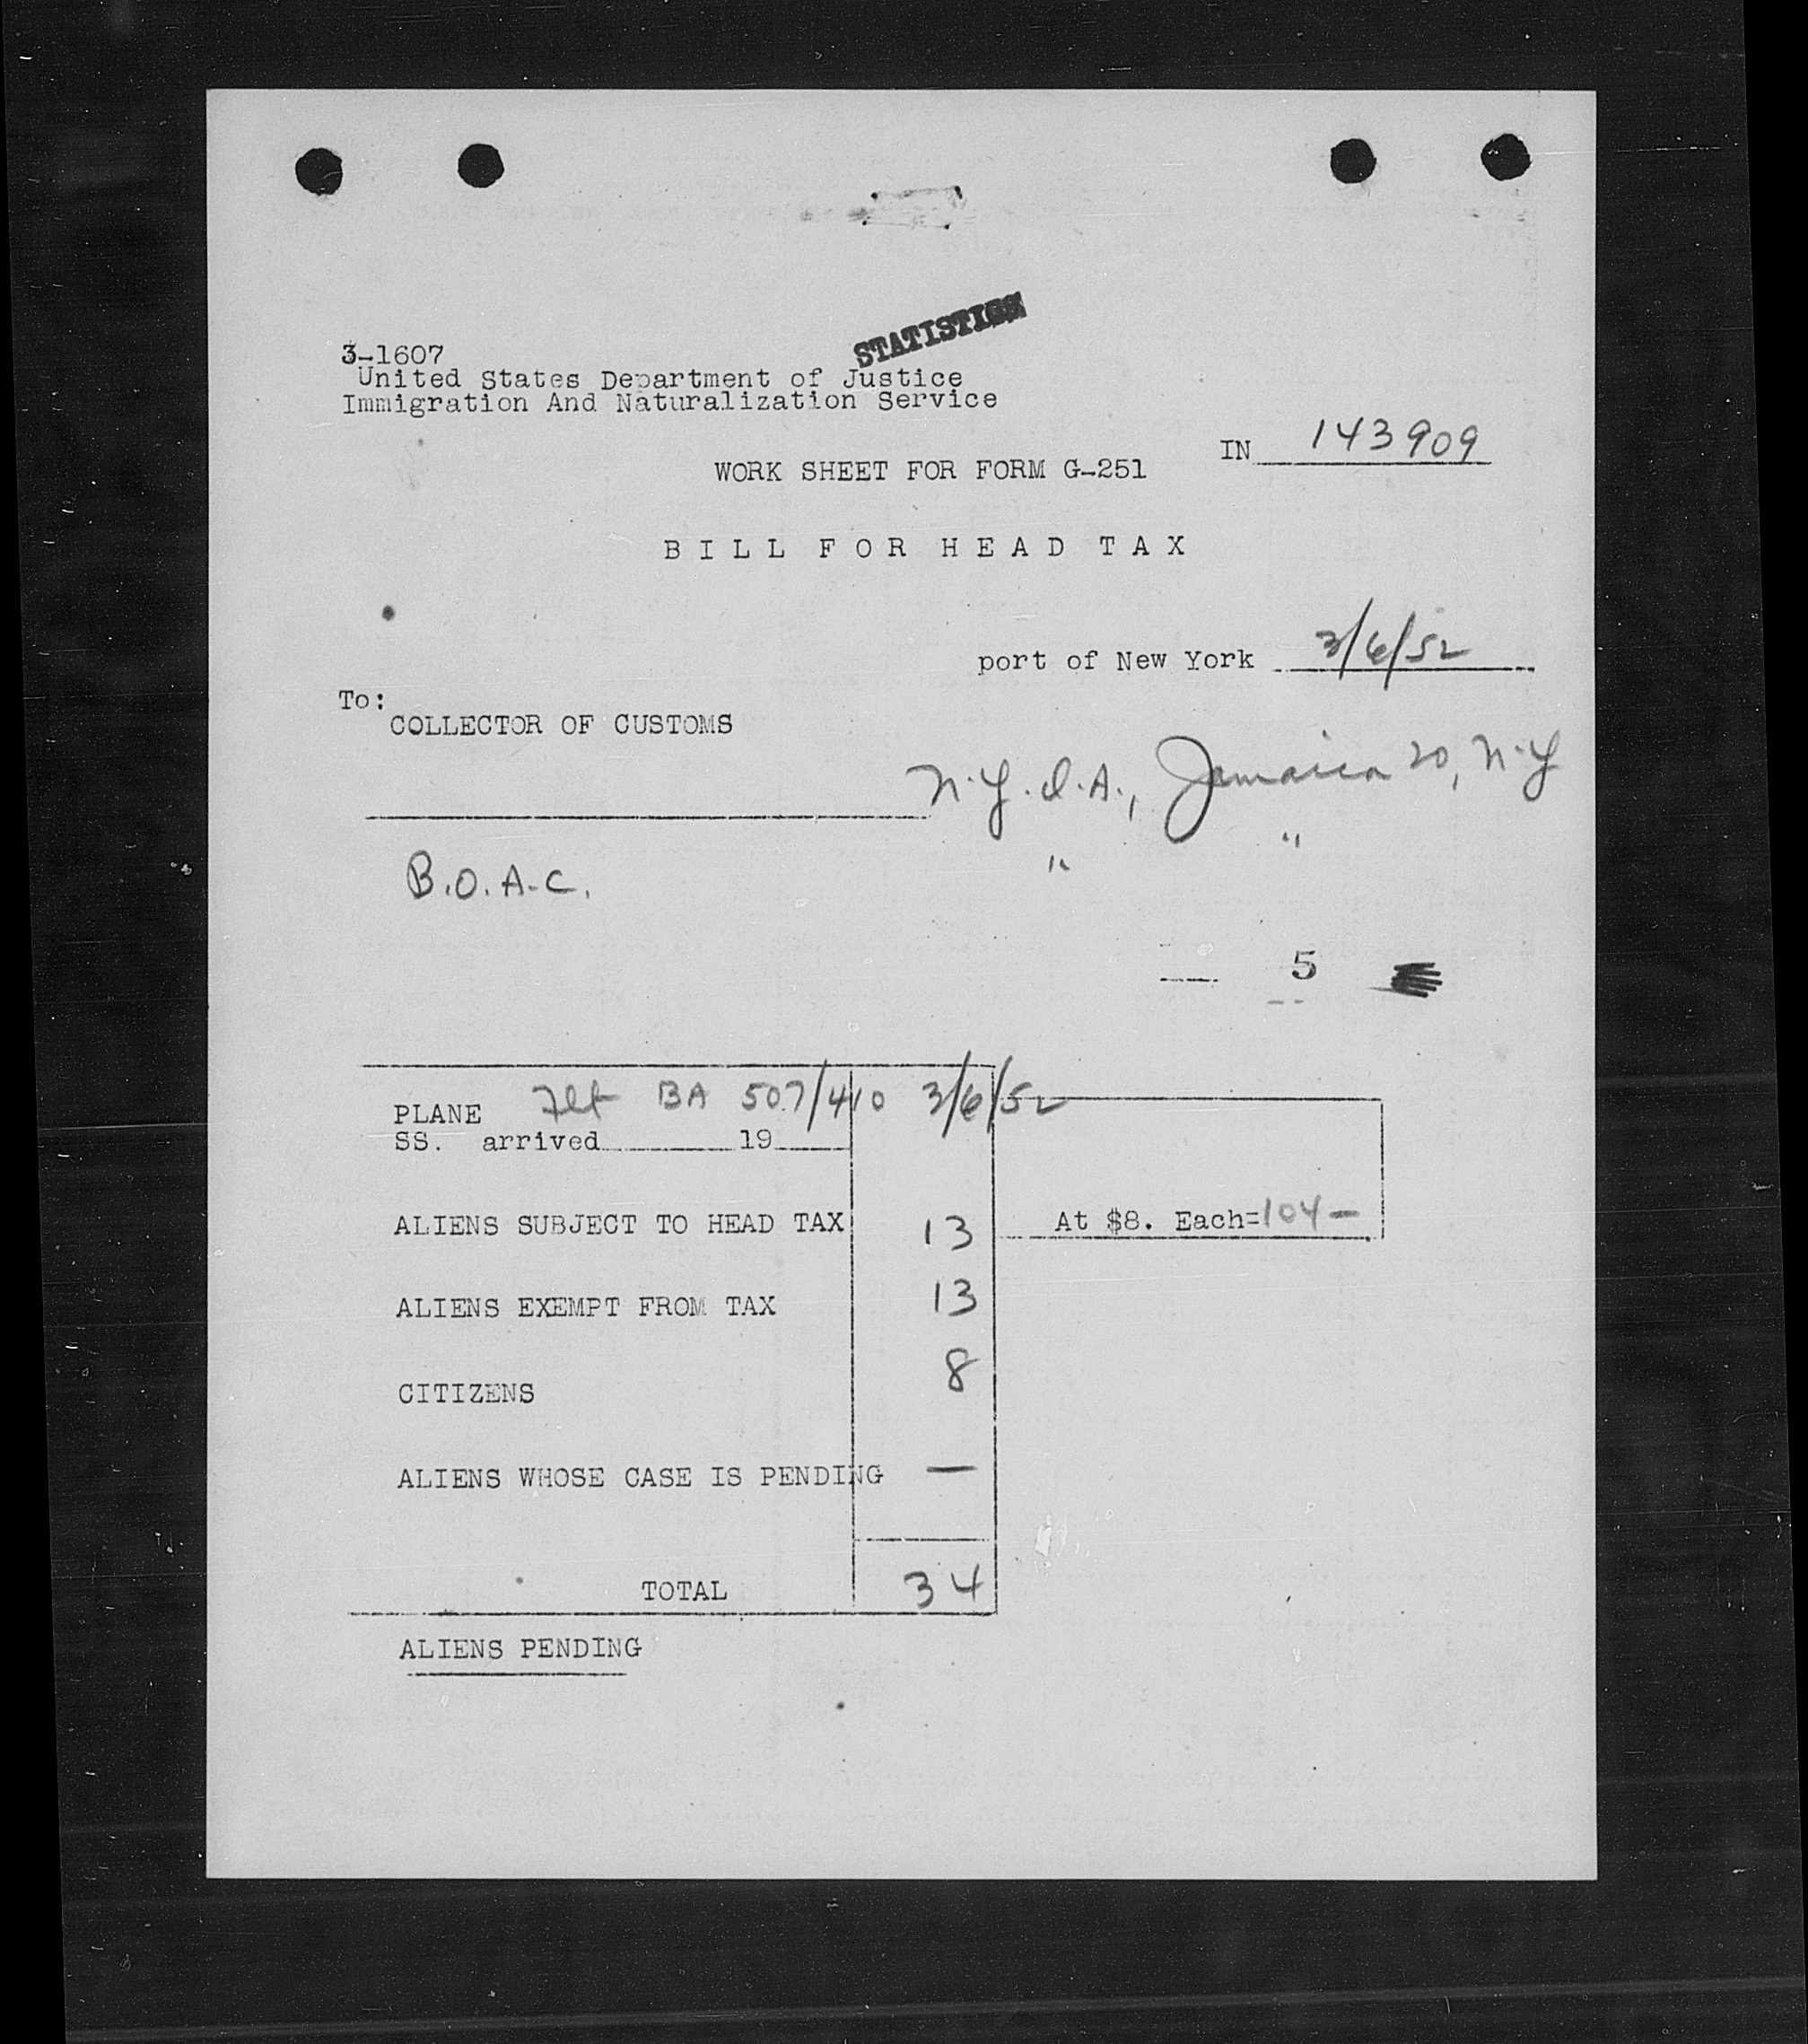 STATISTICS
3-1607
United States Department of Justice
Immigration And Naturalization Service
IN 143909
WORK SHEET FOR FORM G-251
BILL FOR HEAD TAX
port of New York 3/6/52
To:
COLLECTOR OF CUSTOMS
N.Y.I.A., Jamaica 20, N.Y
B.O.A.C. " "
5
PLANE Flt BA 507/410 3/6/52
SS. arrived 19
ALIENS SUBJECT TO HEAD TAX 13 At $8. Each=104—
ALIENS EXEMPT FROM TAX 13
CITIZENS 8
ALIENS WHOSE CASE IS PENDING —
TOTAL 34
ALIENS PENDING